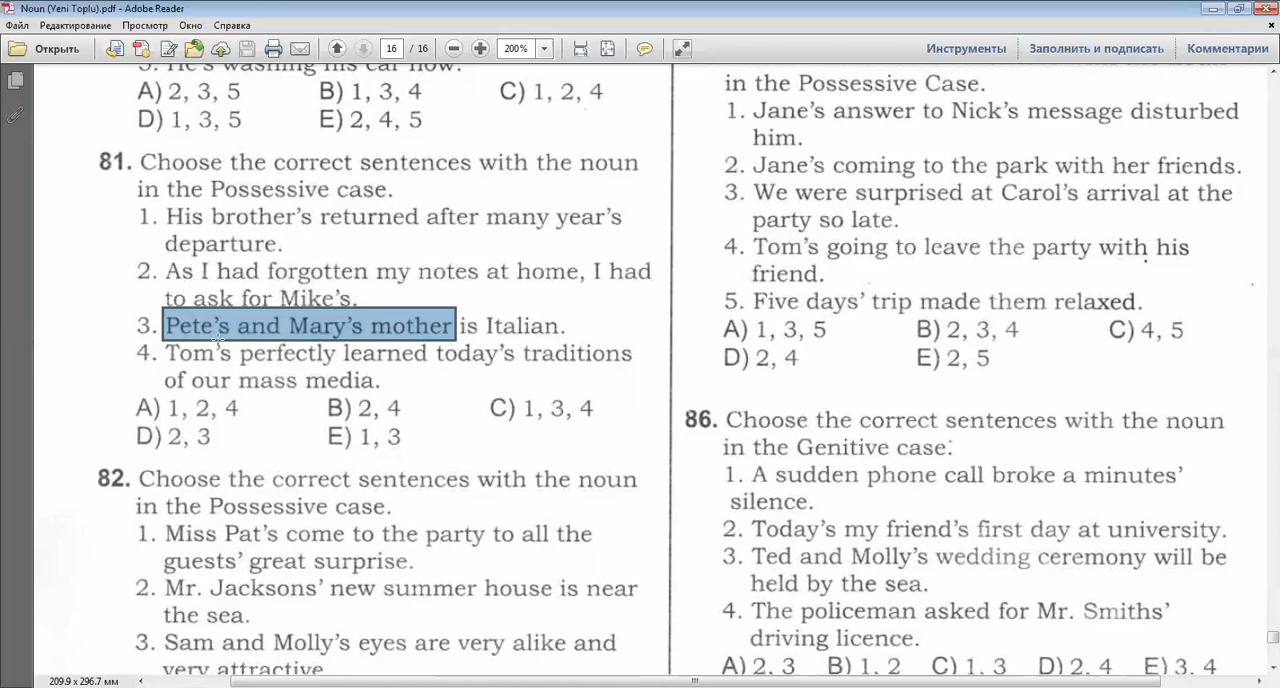 Noun (Yeni Toplu).pdf - Adobe Reader
Файл Редактирование Просмотр Окно Справка
Открыть 16 / 16 200% Инструменты Заполнить и подписать Комментарии
5. He's washing his car now.
A) 2, 3, 5 B) 1, 3, 4 C) 1, 2, 4
D) 1, 3, 5 E) 2, 4, 5
81. Choose the correct sentences with the noun
in the Possessive case.
1. His brother's returned after many year's
departure.
2. As I had forgotten my notes at home, I had
to ask for Mike's.
3. Pete's and Mary's mother is Italian.
4. Tom's perfectly learned today's traditions
of our mass media.
A) 1, 2, 4 B) 2, 4 C) 1, 3, 4
D) 2, 3 E) 1, 3
82. Choose the correct sentences with the noun
in the Possessive case.
1. Miss Pat's come to the party to all the
guests' great surprise.
2. Mr. Jacksons' new summer house is near
the sea.
3. Sam and Molly's eyes are very alike and
very attractive
in the Possessive Case.
1. Jane's answer to Nick's message disturbed
him.
2. Jane's coming to the park with her friends.
3. We were surprised at Carol's arrival at the
party so late.
4. Tom's going to leave the party with his
friend.
5. Five days' trip made them relaxed.
A) 1, 3, 5 B) 2, 3, 4 C) 4, 5
D) 2, 4 E) 2, 5
86. Choose the correct sentences with the noun
in the Genitive case:
1. A sudden phone call broke a minutes'
silence.
2. Today's my friend's first day at university.
3. Ted and Molly's wedding ceremony will be
held by the sea.
4. The policeman asked for Mr. Smiths'
driving licence.
A) 2, 3 B) 1, 2 C) 1, 3 D) 2, 4 E) 3, 4
209.9 x 296.7 мм